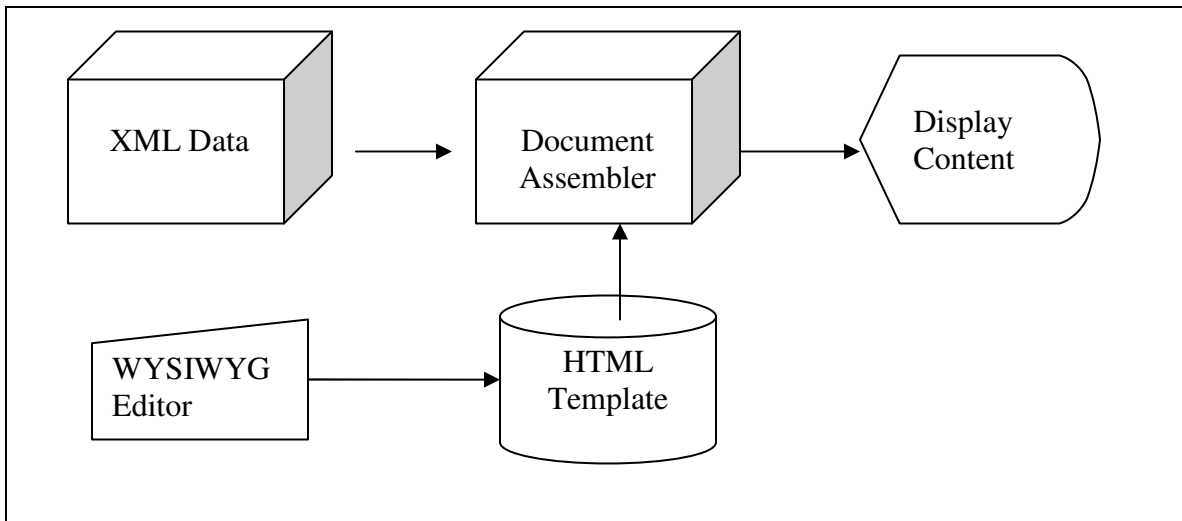 XML Data
Document
Assembler
Display
Content
WYSIWYG
Editor
HTML
Template